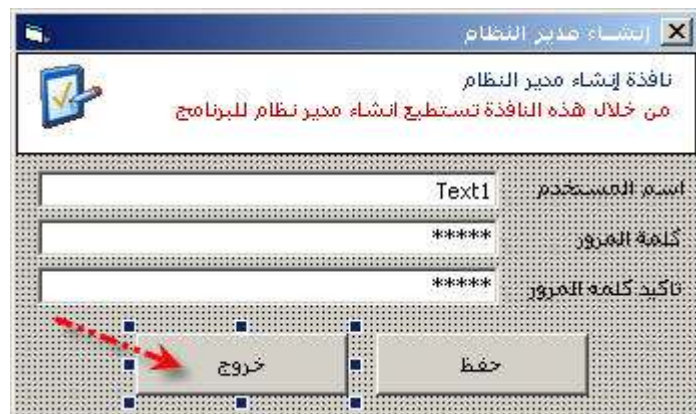 إنشاء مدير النظام
نافذة إنشاء مدير النظام
من خلال هذه النافذة تستطيع انشاء مدير نظام للبرنامج
اسم المستخدم
Text1
كلمة المرور
*****
تاكيد كلمه المرور
*****
حفظ
خروج